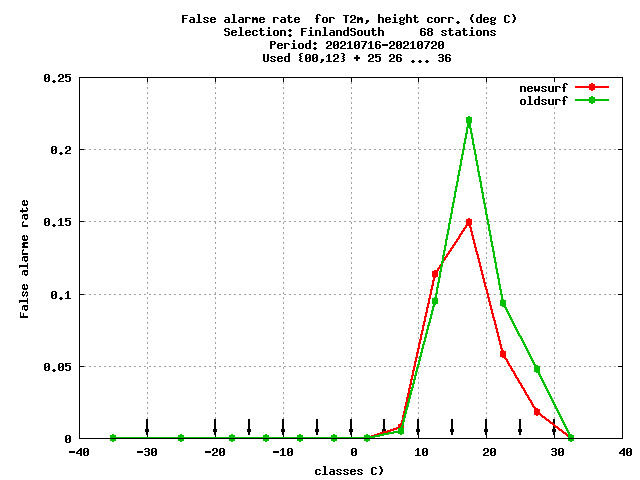 False alarme rate  for T2m, height corr. (deg C)
Selection: FinlandSouth     68 stations
Period: 20210716-20210720
Used {00,12} + 25 26 ... 36
newsurf
oldsurf
0.25
0.2
0.15
0.1
0.05
0
False alarme rate
-40 -30 -20 -10 0 10 20 30 40
classes C)